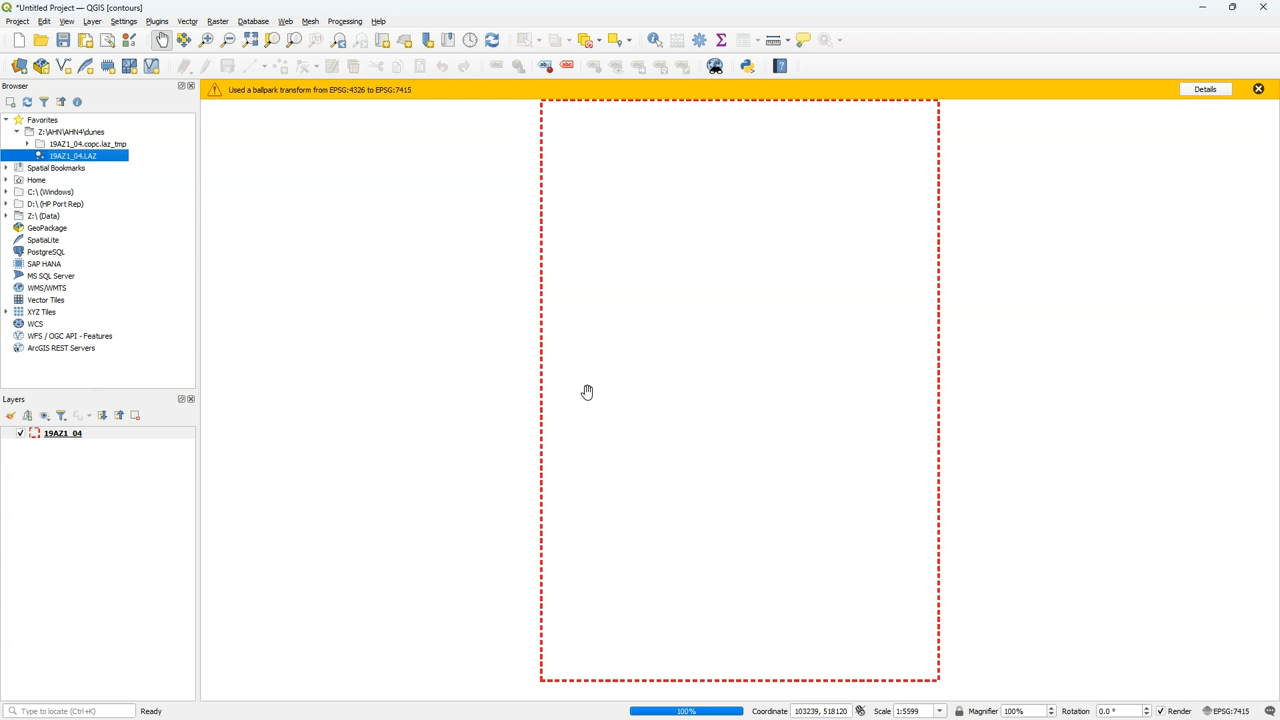 *Untitled Project — QGIS [contours]
Project Edit View Layer Settings Plugins Vector Raster Database Web Mesh Processing Help
Browser
Used a ballpark transform from EPSG:4326 to EPSG:7415
Details
Favorites
Z:\AHN\AHN4\dunes
19AZ1_04.copc.laz_tmp
19AZ1_04.LAZ
Spatial Bookmarks
Home
C:\ (Windows)
D:\ (HP Port Rep)
Z:\ (Data)
GeoPackage
SpatiaLite
PostgreSQL
SAP HANA
MS SQL Server
WMS/WMTS
Vector Tiles
XYZ Tiles
WCS
WFS / OGC API - Features
ArcGIS REST Servers
Layers
19AZ1_04
Type to locate (Ctrl+K) Ready 100% Coordinate 103239, 518120 Scale 1:5599 Magnifier 100% Rotation 0.0 ° Render EPSG:7415